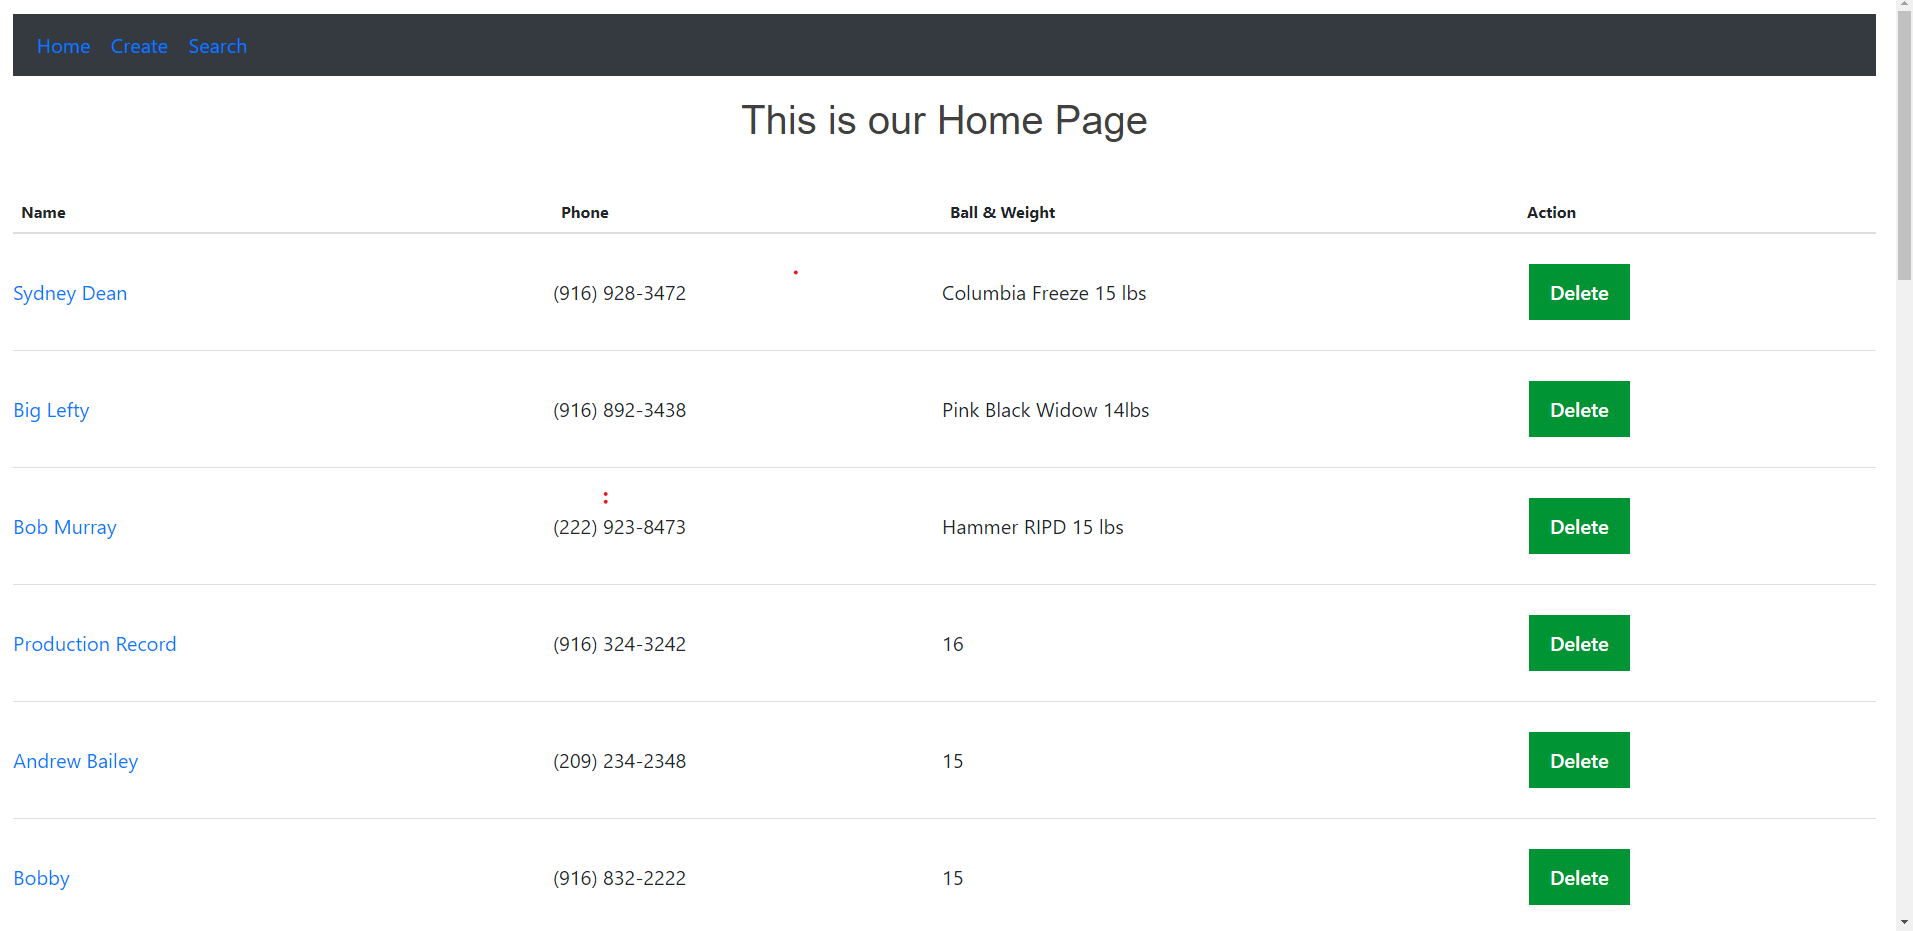 Home Create Search
This is our Home Page
Name Phone Ball & Weight Action
Sydney Dean (916) 928-3472 Columbia Freeze 15 lbs Delete
Big Lefty (916) 892-3438 Pink Black Widow 14lbs Delete
Bob Murray (222) 923-8473 Hammer RIPD 15 lbs Delete
Production Record (916) 324-3242 16 Delete
Andrew Bailey (209) 234-2348 15 Delete
Bobby (916) 832-2222 15 Delete